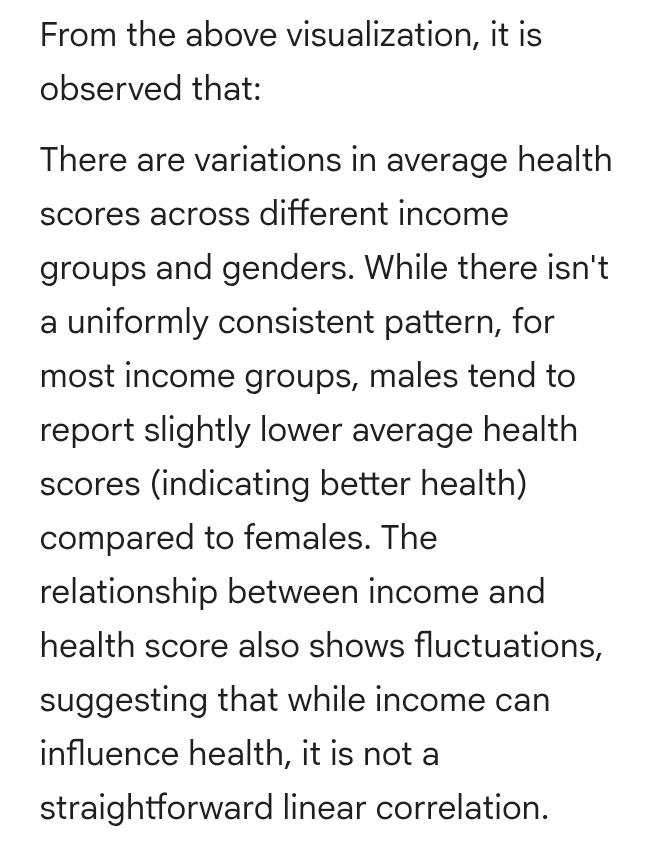 From the above visualization, it is
observed that:
There are variations in average health
scores across different income
groups and genders. While there isn't
a uniformly consistent pattern, for
most income groups, males tend to
report slightly lower average health
scores (indicating better health)
compared to females. The
relationship between income and
health score also shows fluctuations,
suggesting that while income can
influence health, it is not a
straightforward linear correlation.